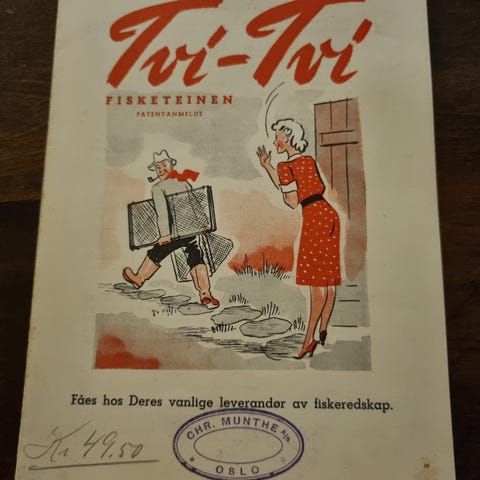 Tvi-Tvi
FISKETEINEN
PATENTANMELDT
Fåes hos Deres vanlige leverandør av fiskeredskap.
Kr 49.50
CHR. MUNTHE A/S
OSLO